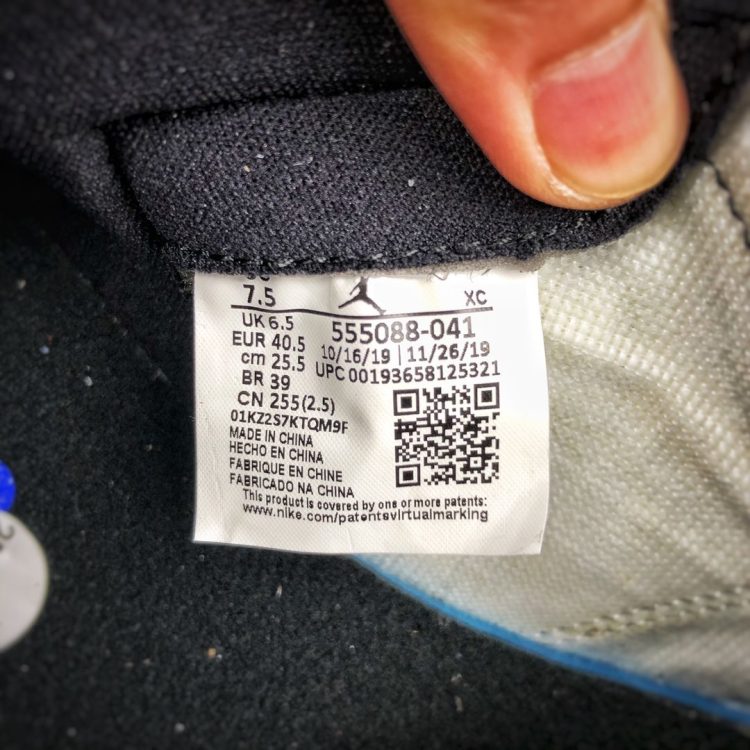 7.5
XC
UK 6.5
555088-041
EUR 40.5
10/16/19 | 11/26/19
cm 25.5
UPC 00193658125321
BR 39
CN 255(2.5)
01KZ2S7KTQM9F
MADE IN CHINA
HECHO EN CHINA
FABRIQUE EN CHINE
FABRICADO NA CHINA
This product is covered by one or more patents:
www.nike.com/patentsvirtualmarking